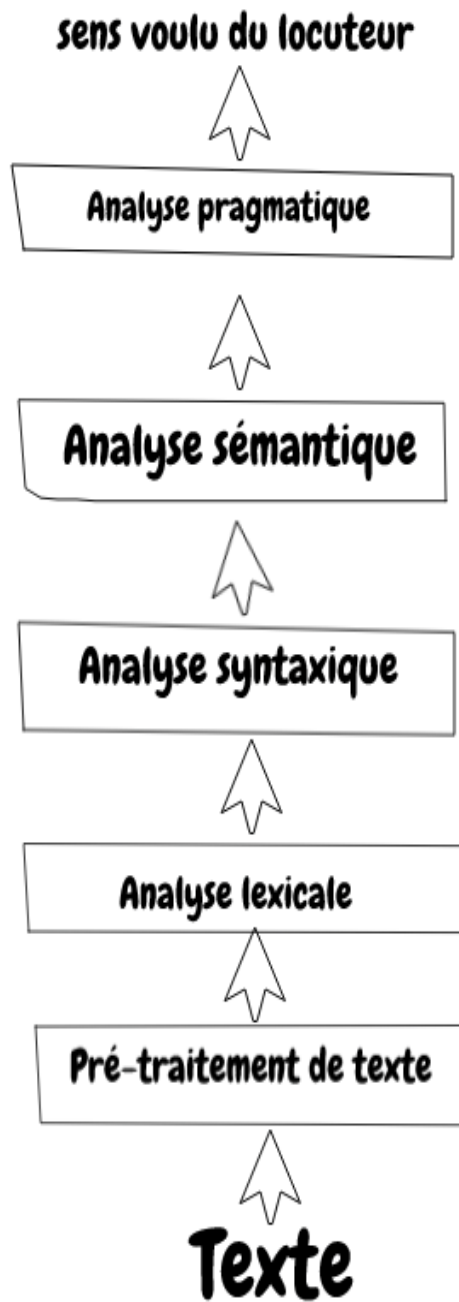 sens voulu du locuteur
Analyse pragmatique
Analyse sémantique
Analyse syntaxique
Analyse lexicale
Pré-traitement de texte
Texte